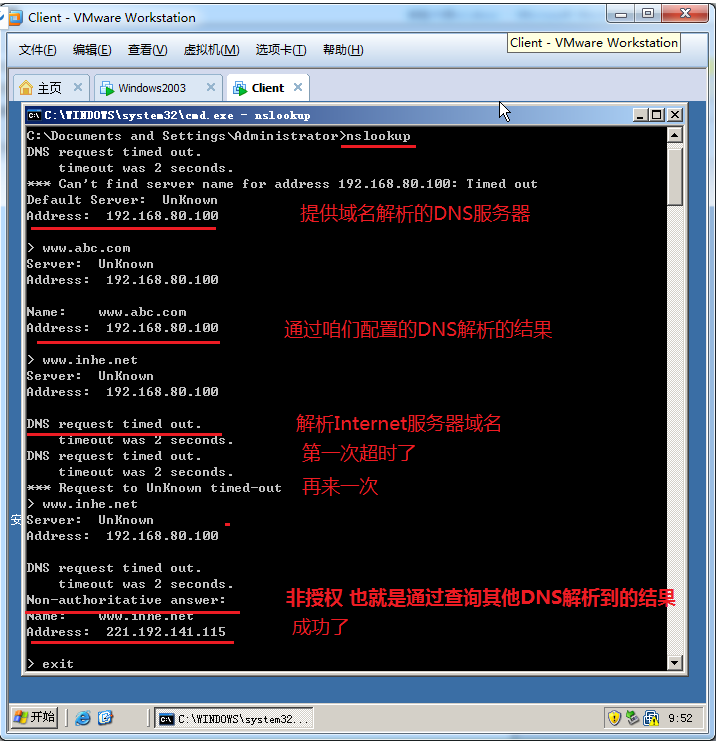 Client - VMware Workstation
文件(F) 编辑(E) 查看(V) 虚拟机(M) 选项卡(T) 帮助(H)
Client - VMware Workstation
主页 Windows2003 Client
C:\WINDOWS\system32\cmd.exe - nslookup
C:\Documents and Settings\Administrator>nslookup
DNS request timed out.
timeout was 2 seconds.
*** Can't find server name for address 192.168.80.100: Timed out
Default Server: UnKnown
Address: 192.168.80.100 提供域名解析的DNS服务器
> www.abc.com
Server: UnKnown
Address: 192.168.80.100
Name: www.abc.com
Address: 192.168.80.100 通过咱们配置的DNS解析的结果
> www.inhe.net
Server: UnKnown
Address: 192.168.80.100
DNS request timed out. 解析Internet服务器域名
timeout was 2 seconds.
DNS request timed out. 第一次超时了
timeout was 2 seconds.
*** Request to UnKnown timed-out 再来一次
> www.inhe.net
安
Server: UnKnown
Address: 192.168.80.100
DNS request timed out.
timeout was 2 seconds.
Non-authoritative answer: 非授权 也就是通过查询其他DNS解析到的结果
Name: www.inhe.net
Address: 221.192.141.115 成功了
> exit
开始 C:\WINDOWS\system32... 9:52